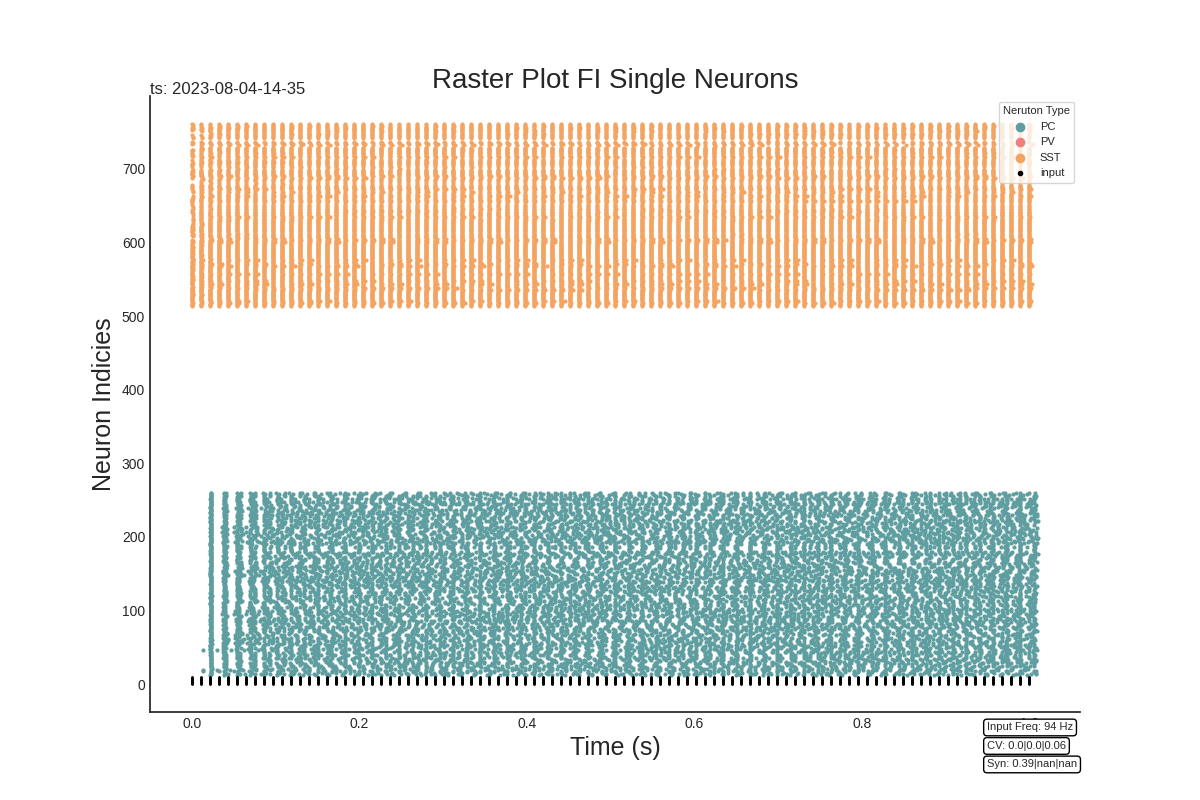 Raster Plot FI Single Neurons
ts: 2023-08-04-14-35
Neruton Type
PC
PV
SST
input
Neuron Indicies
700
600
500
400
300
200
100
0
0.0 0.2 0.4 0.6 0.8
Time (s)
Input Freq: 94 Hz
CV: 0.0|0.0|0.06
Syn: 0.39|nan|nan